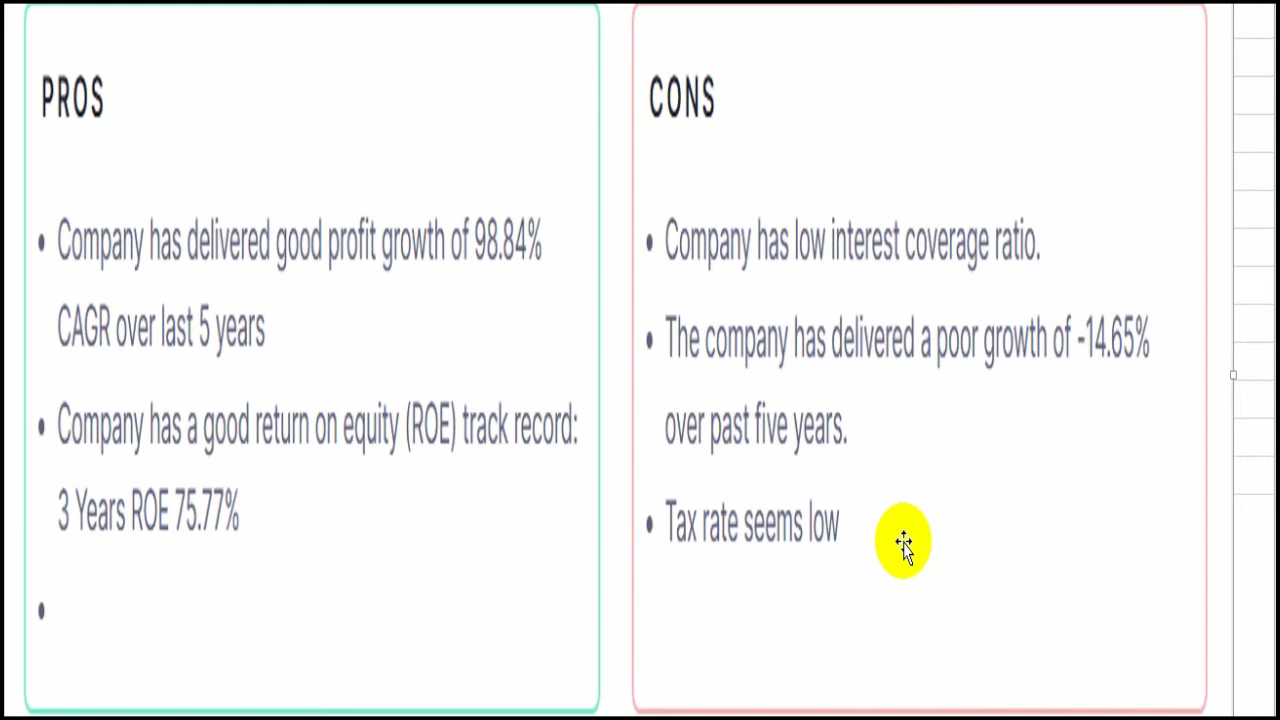 PROS
• Company has delivered good profit growth of 98.84%
CAGR over last 5 years
• Company has a good return on equity (ROE) track record:
3 Years ROE 75.77%
•
CONS
• Company has low interest coverage ratio.
• The company has delivered a poor growth of -14.65%
over past five years.
• Tax rate seems low